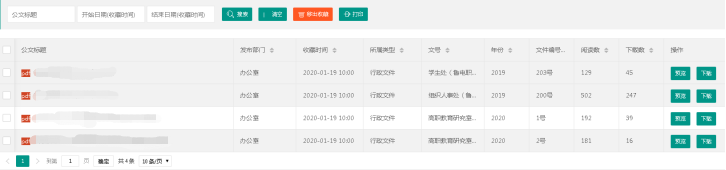 公文标题 开始日期(收藏时间) 结束日期(收藏时间) 搜索 清空 移出收藏 打印
公文标题 发布部门 收藏时间 所属类型 文号 年份 文件编号... 阅读数 下载数 操作
pdf 办公室 2020-01-19 10:00 行政文件 学生处（鲁电职... 2019 203号 129 45 预览 下载
pdf 办公室 2020-01-19 10:00 行政文件 组织人事处（鲁... 2019 200号 502 247 预览 下载
pdf 办公室 2020-01-19 10:00 行政文件 高职教育研究室... 2020 1号 192 39 预览 下载
pdf 办公室 2020-01-19 10:00 行政文件 高职教育研究室... 2020 2号 181 16 预览 下载
1 到第 1 页 确定 共 4 条 10 条/页